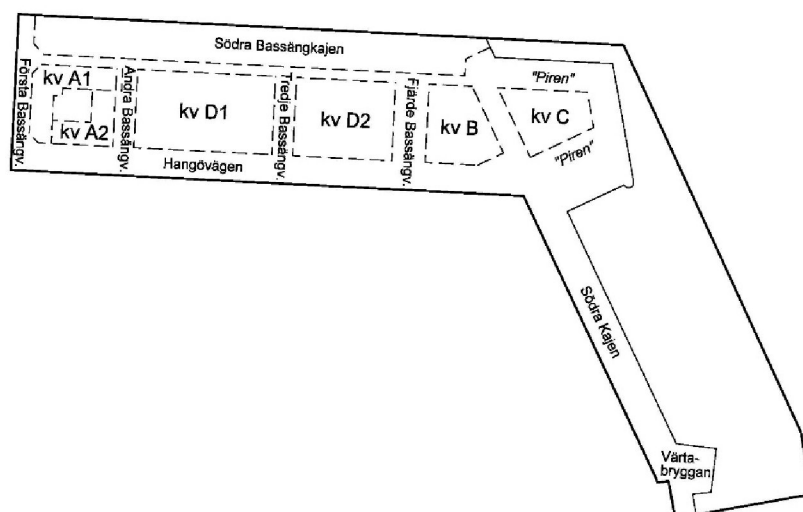 Södra Bassängkajen
"Piren"
Första Bassängv.
kv A1
Andra Bassängv.
kv D1
Tredje Bassängv.
kv D2
Fjärde Bassängv.
kv B
kv C
kv A2
Hangövägen
"Piren"
Södra Kajen
Värta-
bryggan